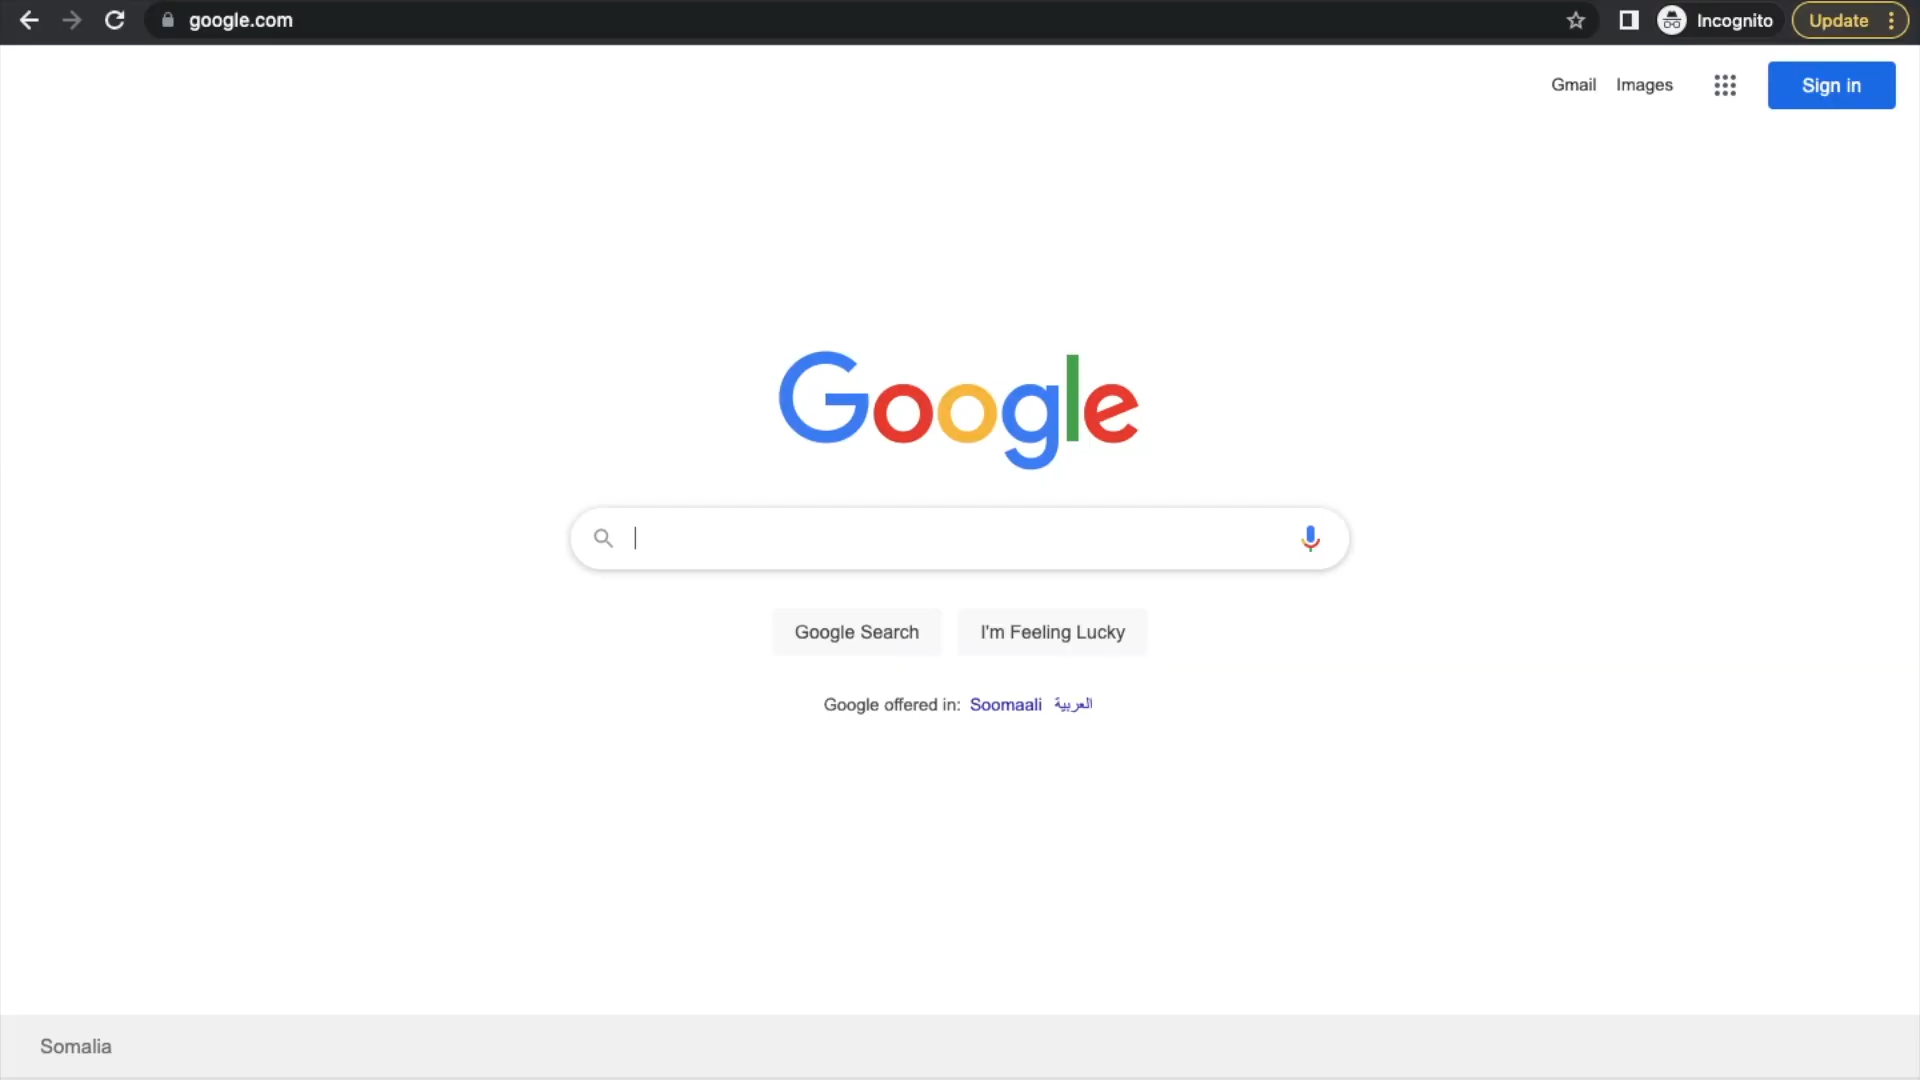 google.com
Incognito
Update
Gmail Images
Sign in
Google
Google Search I'm Feeling Lucky
Google offered in: Soomaali العربية
Somalia